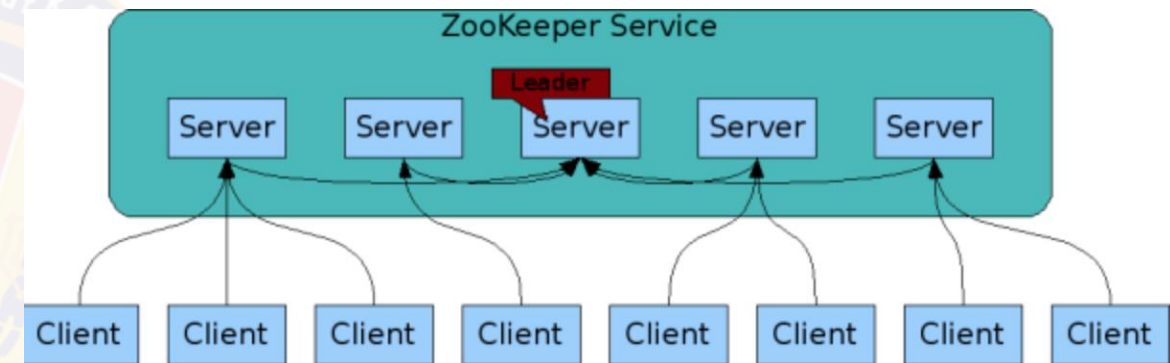 ZooKeeper Service
Leader
Server Server Server Server Server
Client Client Client Client Client Client Client Client